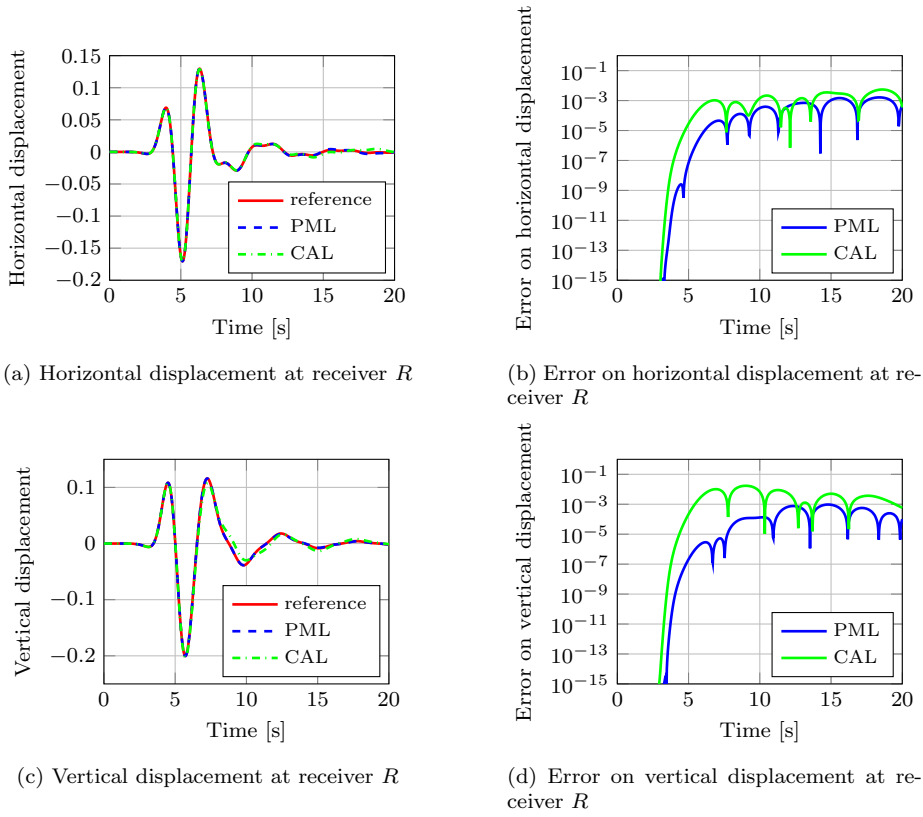 Horizontal displacement
0.15
0.1
0.05
0
−0.05
−0.1
−0.15
−0.2
0 5 10 15 20
Time [s]
reference
PML
CAL
(a) Horizontal displacement at receiver R
Error on horizontal displacement
10−1
10−3
10−5
10−7
10−9
10−11
10−13
10−15
0 5 10 15 20
Time [s]
PML
CAL
(b) Error on horizontal displacement at re-
ceiver R
Vertical displacement
0.1
0
−0.1
−0.2
0 5 10 15 20
Time [s]
reference
PML
CAL
(c) Vertical displacement at receiver R
Error on vertical displacement
10−1
10−3
10−5
10−7
10−9
10−11
10−13
10−15
0 5 10 15 20
Time [s]
PML
CAL
(d) Error on vertical displacement at re-
ceiver R